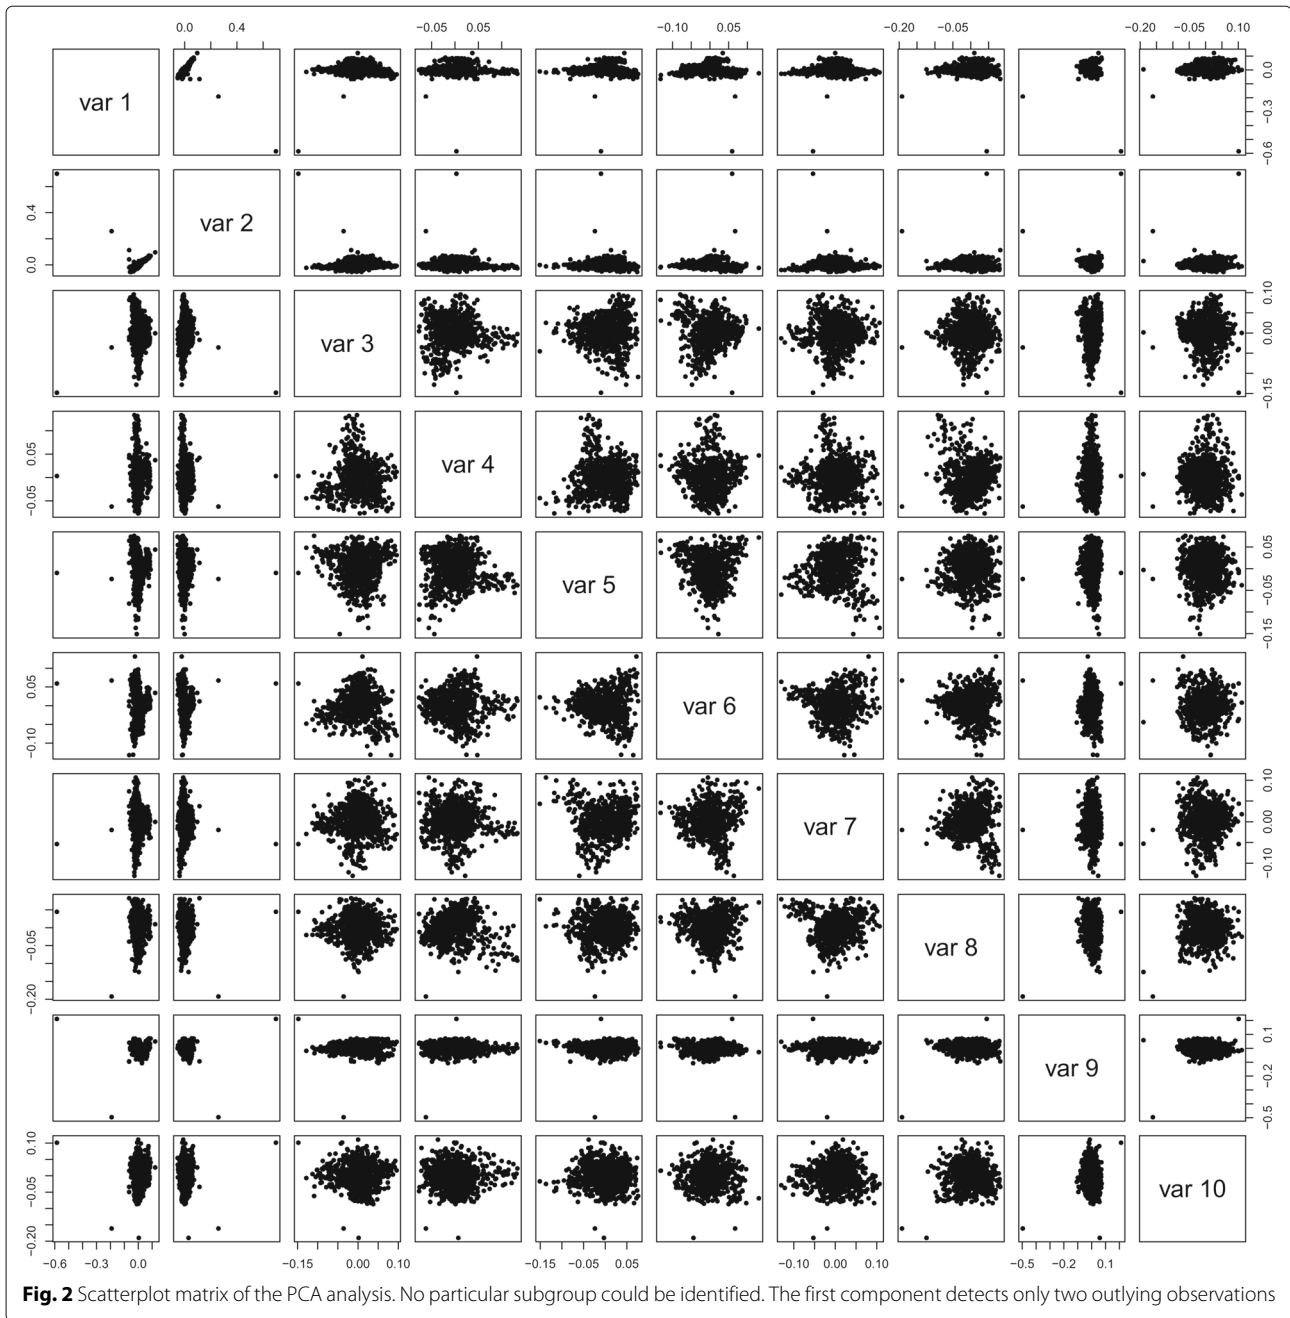 0.0 0.4 −0.05 0.05 −0.10 0.05 −0.20 −0.05 −0.20 −0.05 0.10
var 1
0.0 −0.3 −0.6
var 2
0.0 0.4
var 3
0.10 0.00 −0.15
var 4
−0.05 0.05
var 5
0.05 −0.05 −0.15
var 6
−0.10 0.05
var 7
0.10 0.00 −0.10
var 8
−0.20 −0.05
var 9
0.1 −0.2 −0.5
var 10
−0.20 −0.05 0.10
−0.6 −0.3 0.0 −0.15 0.00 0.10 −0.15 −0.05 0.05 −0.10 0.00 0.10 −0.5 −0.2 0.1
Fig. 2 Scatterplot matrix of the PCA analysis. No particular subgroup could be identified. The first component detects only two outlying observations